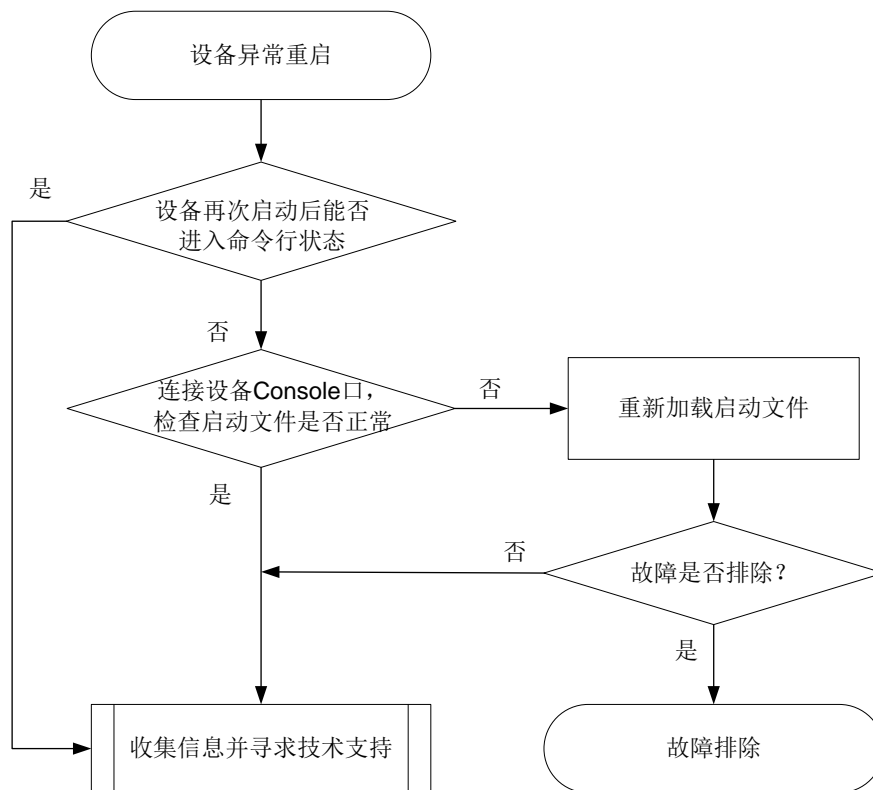 设备异常重启
是
设备再次启动后能否
进入命令行状态
否
连接设备Console口，
检查启动文件是否正常
否
重新加载启动文件
是
否
故障是否排除？
是
收集信息并寻求技术支持
故障排除